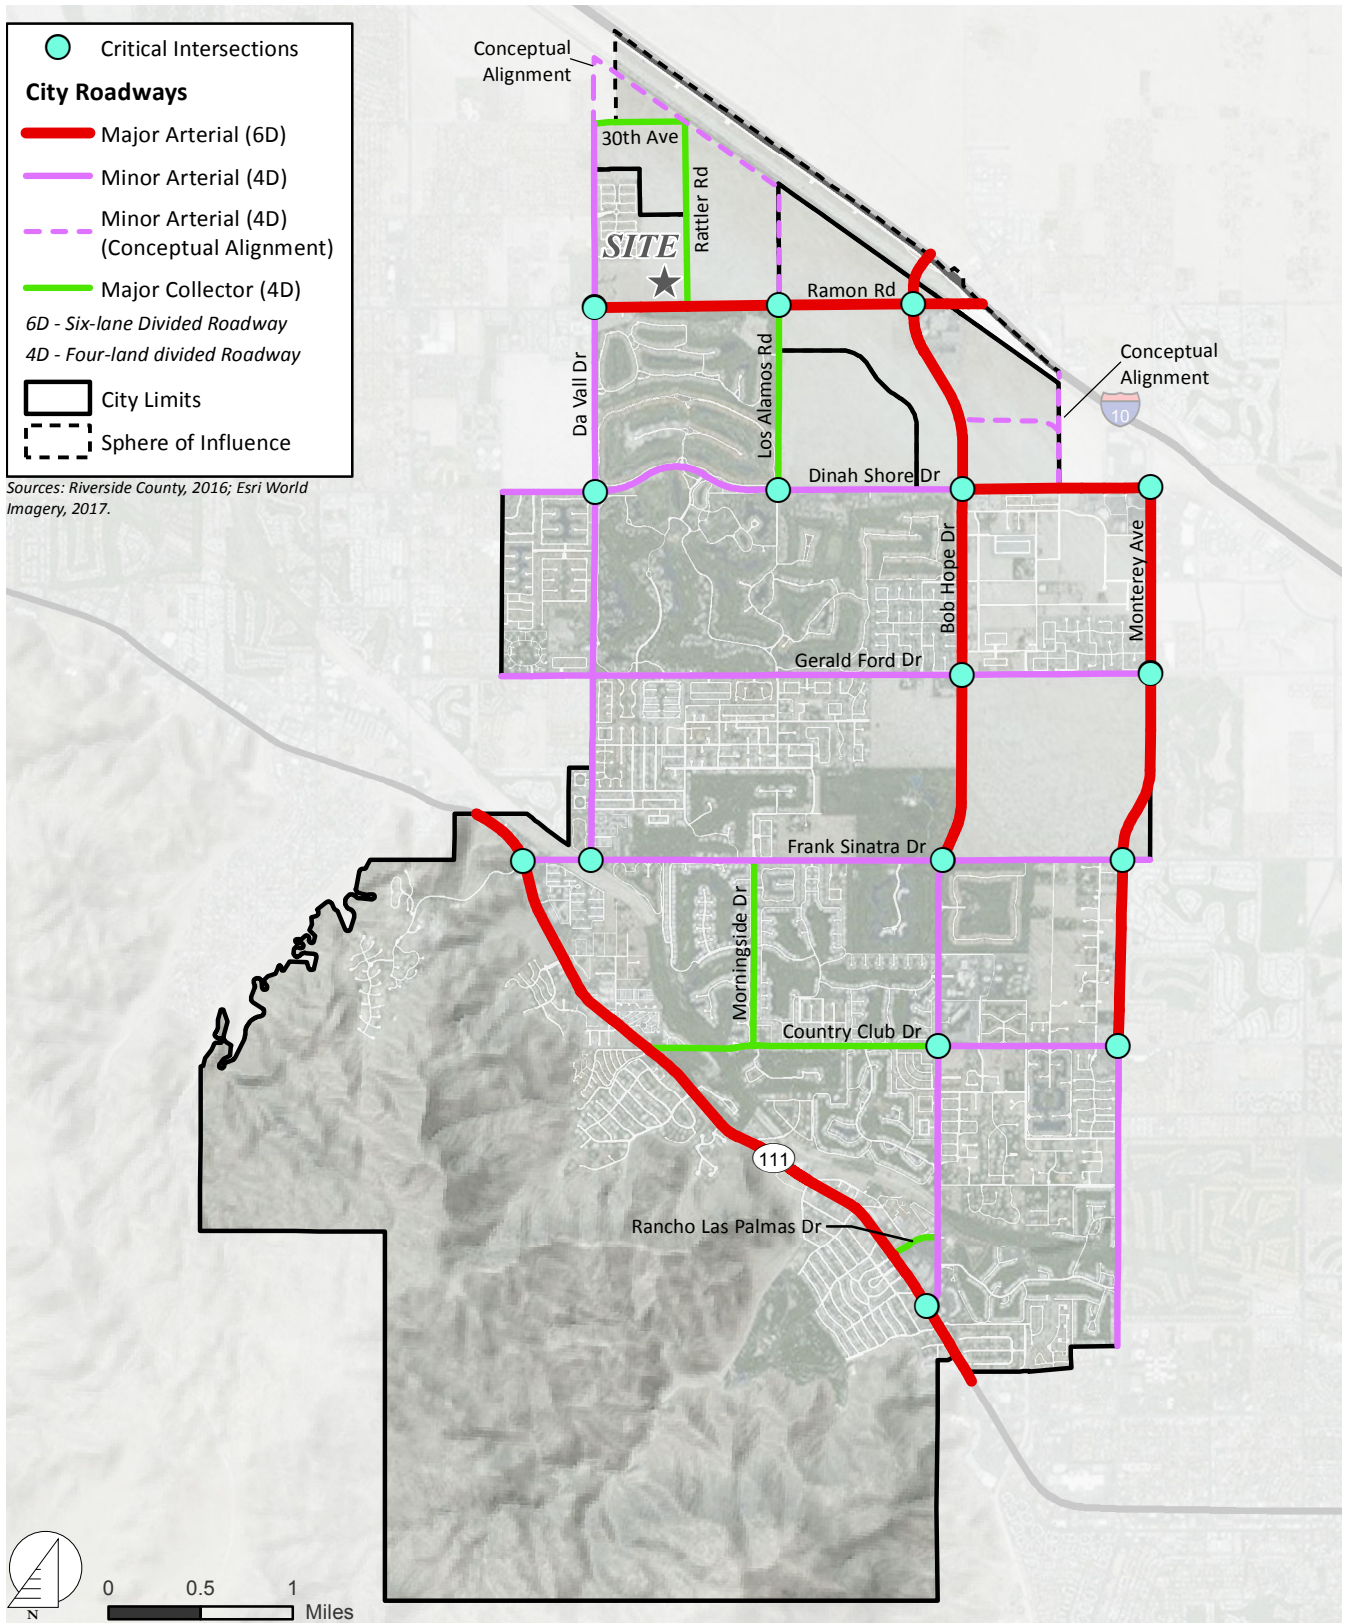 Critical Intersections
City Roadways
Major Arterial (6D)
Minor Arterial (4D)
Minor Arterial (4D)
(Conceptual Alignment)
Major Collector (4D)
6D - Six-lane Divided Roadway
4D - Four-land divided Roadway
City Limits
Sphere of Influence
Sources: Riverside County, 2016; Esri World
Imagery, 2017.
Conceptual
Alignment
30th Ave
Rattler Rd
SITE
Ramon Rd
Da Vall Dr
Los Alamos Rd
Conceptual
Alignment
10
Dinah Shore Dr
Bob Hope Dr
Monterey Ave
Gerald Ford Dr
Frank Sinatra Dr
Morningside Dr
Country Club Dr
111
Rancho Las Palmas Dr
N
0 0.5 1
Miles